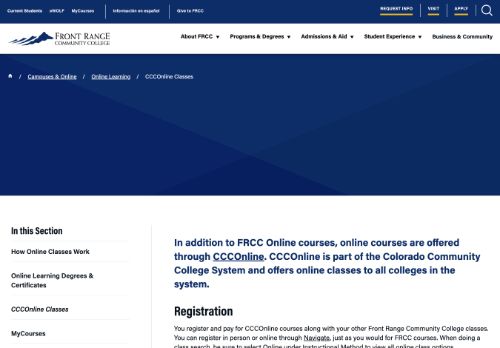 Current Students eWOLF MyCourses Información en español Give to FRCC REQUEST INFO VISIT APPLY
FRONT RANGE
COMMUNITY COLLEGE
About FRCC Programs & Degrees Admissions & Aid Student Experience Business & Community
/ Campuses & Online / Online Learning / CCCOnline Classes
In this Section
How Online Classes Work
Online Learning Degrees &
Certificates
CCCOnline Classes
MyCourses
In addition to FRCC Online courses, online courses are offered
through CCCOnline. CCCOnline is part of the Colorado Community
College System and offers online classes to all colleges in the
system.
Registration
You register and pay for CCCOnline courses along with your other Front Range Community College classes.
You can register in person or online through Navigate, just as you would for FRCC courses. When doing a
class search, be sure to select Online under Instructional Method to view all online class options.